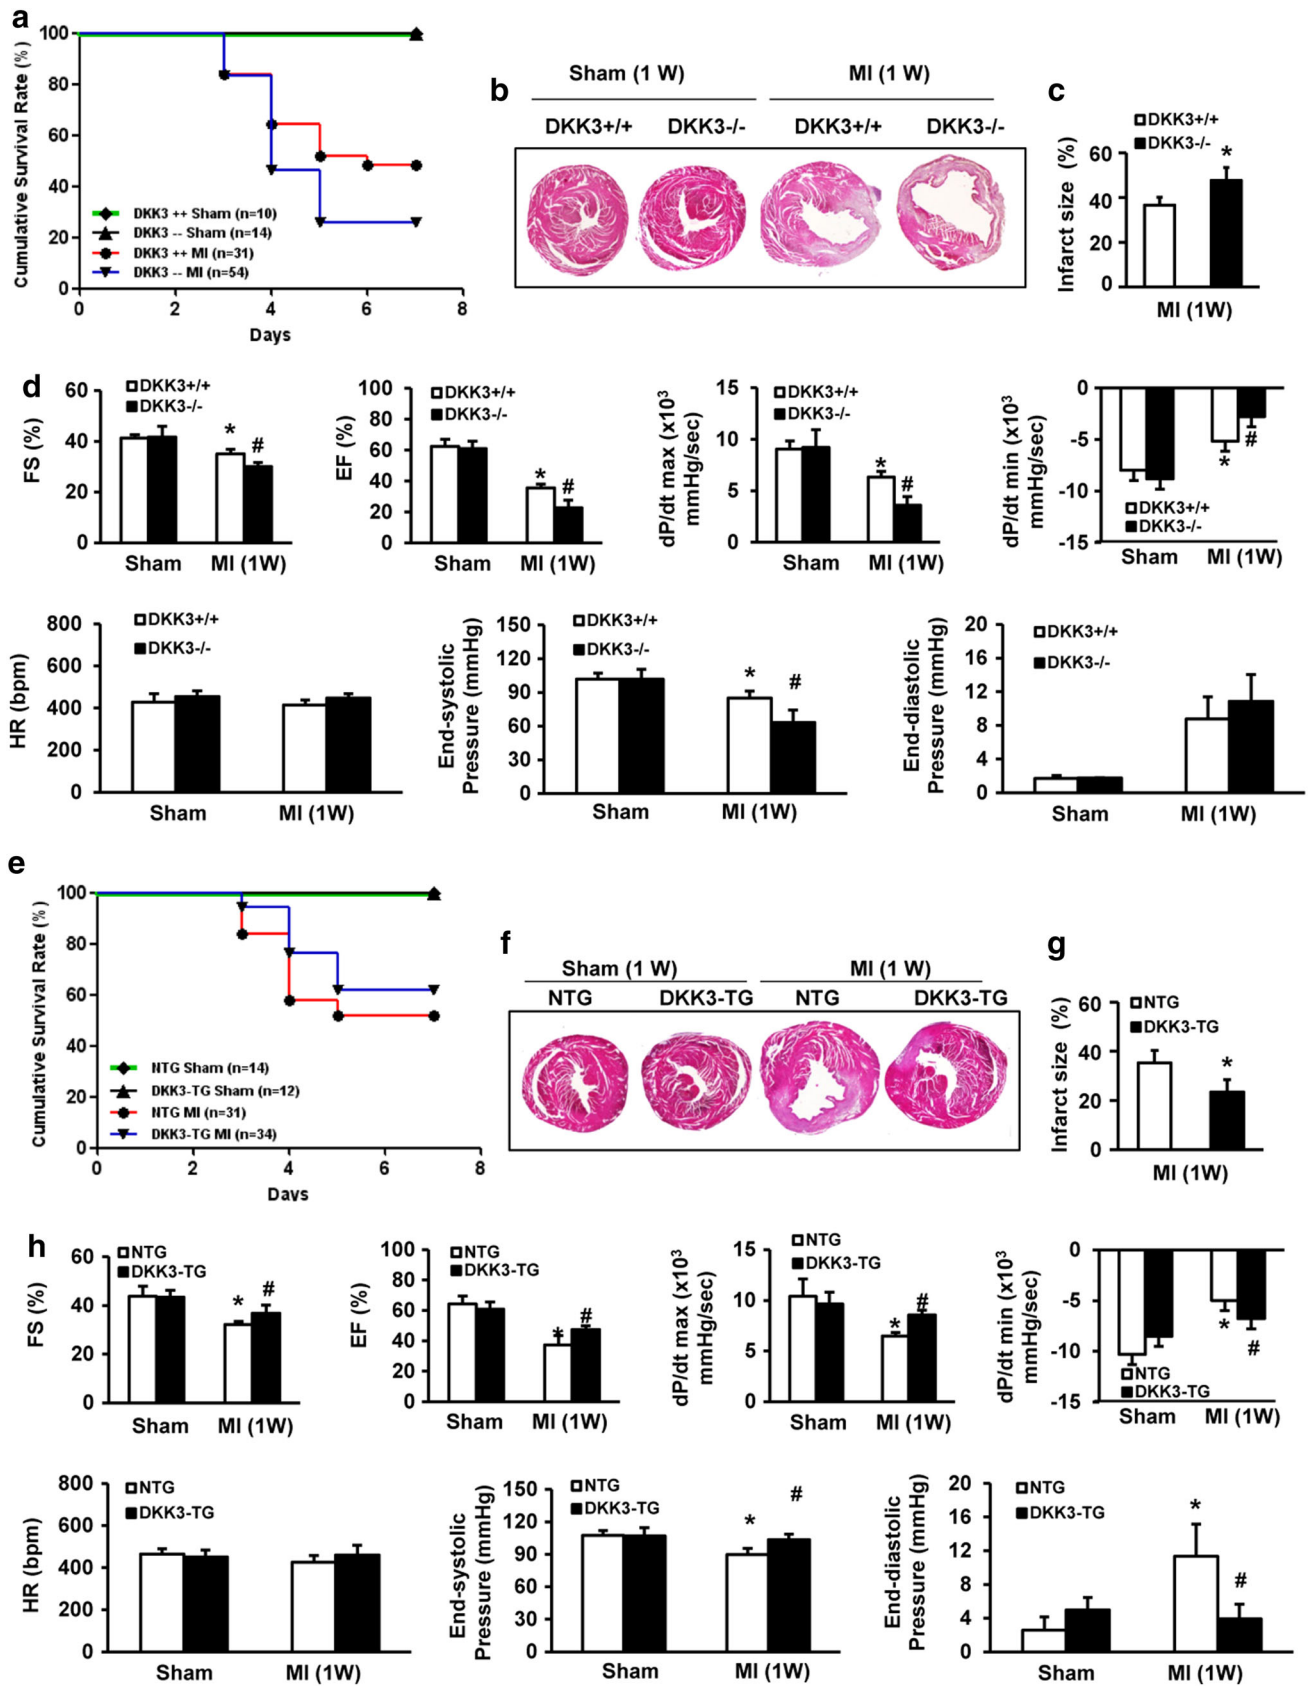 a
Cumulative Survival Rate (%)
100
80
60
40
20
0
0 2 4 6 8
Days
DKK3 ++ Sham (n=10)
DKK3 -- Sham (n=14)
DKK3 ++ MI (n=31)
DKK3 -- MI (n=54)
b
Sham (1 W) MI (1 W)
DKK3+/+ DKK3-/- DKK3+/+ DKK3-/-
c
DKK3+/+
DKK3-/-
Infarct size (%)
60
40
20
0
*
MI (1W)
d
FS (%)
60
40
20
0
DKK3+/+
DKK3-/-
* #
Sham MI (1W)
EF (%)
100
80
60
40
20
0
DKK3+/+
DKK3-/-
* #
Sham MI (1W)
dP/dt max (x10³
mmHg/sec)
15
10
5
0
DKK3+/+
DKK3-/-
* #
Sham MI (1W)
dP/dt min (x10³
mmHg/sec)
0
-5
-10
-15
* #
DKK3+/+
DKK3-/-
Sham MI (1W)
HR (bpm)
800
600
400
200
0
DKK3+/+
DKK3-/-
Sham MI (1W)
End-systolic
Pressure (mmHg)
150
120
90
60
30
0
DKK3+/+
DKK3-/-
* #
Sham MI (1W)
End-diastolic
Pressure (mmHg)
20
16
12
8
4
0
DKK3+/+
DKK3-/-
Sham MI (1W)
e
Cumulative Survival Rate (%)
100
80
60
40
20
0
0 2 4 6 8
Days
NTG Sham (n=14)
DKK3-TG Sham (n=12)
NTG MI (n=31)
DKK3-TG MI (n=34)
f
Sham (1 W) MI (1 W)
NTG DKK3-TG NTG DKK3-TG
g
Infarct size (%)
60
40
20
0
NTG
DKK3-TG
*
MI (1W)
h
FS (%)
60
40
20
0
NTG
DKK3-TG
* #
Sham MI (1W)
EF (%)
100
80
60
40
20
0
NTG
DKK3-TG
* #
Sham MI (1W)
dP/dt max (x10³
mmHg/sec)
15
10
5
0
NTG
DKK3-TG
* #
Sham MI (1W)
dP/dt min (x10³
mmHg/sec)
0
-5
-10
-15
* #
NTG
DKK3-TG
Sham MI (1W)
HR (bpm)
800
600
400
200
0
NTG
DKK3-TG
Sham MI (1W)
End-systolic
Pressure (mmHg)
150
120
90
60
30
0
NTG
DKK3-TG
* #
Sham MI (1W)
End-diastolic
Pressure (mmHg)
20
16
12
8
4
0
NTG
DKK3-TG
* #
Sham MI (1W)